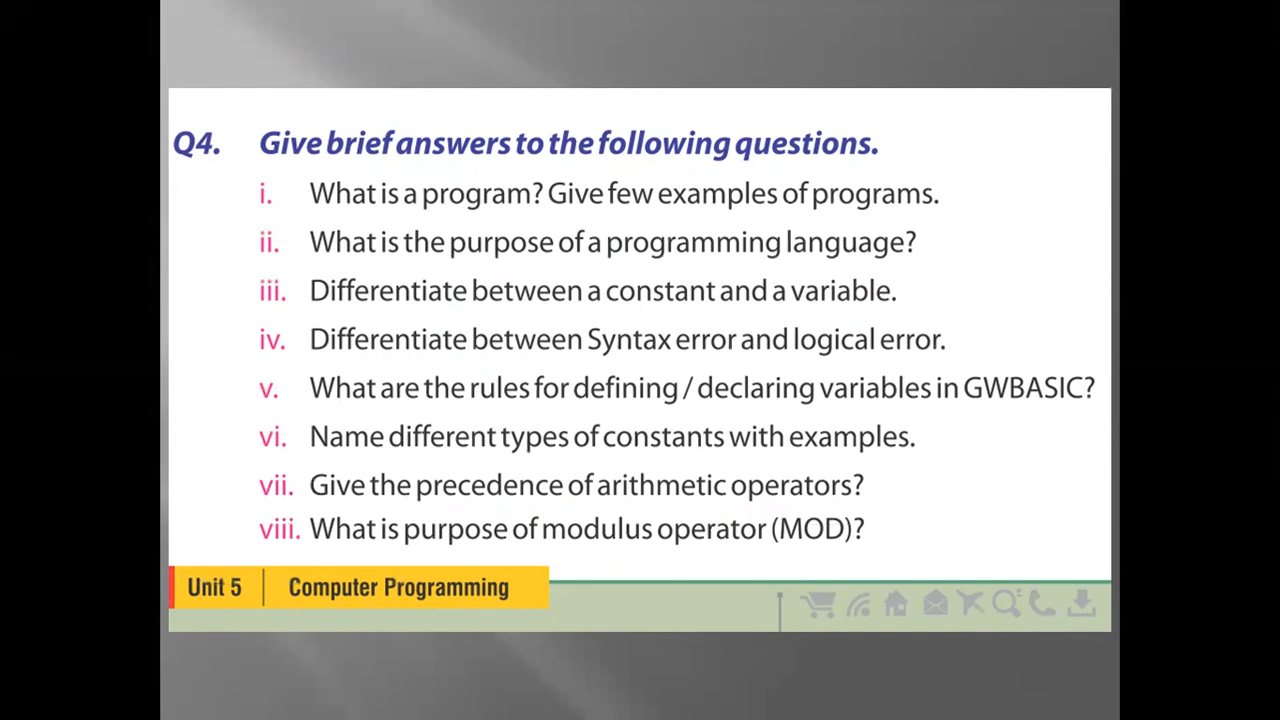 Q4. Give brief answers to the following questions.
i. What is a program? Give few examples of programs.
ii. What is the purpose of a programming language?
iii. Differentiate between a constant and a variable.
iv. Differentiate between Syntax error and logical error.
v. What are the rules for defining / declaring variables in GWBASIC?
vi. Name different types of constants with examples.
vii. Give the precedence of arithmetic operators?
viii. What is purpose of modulus operator (MOD)?
Unit 5 Computer Programming